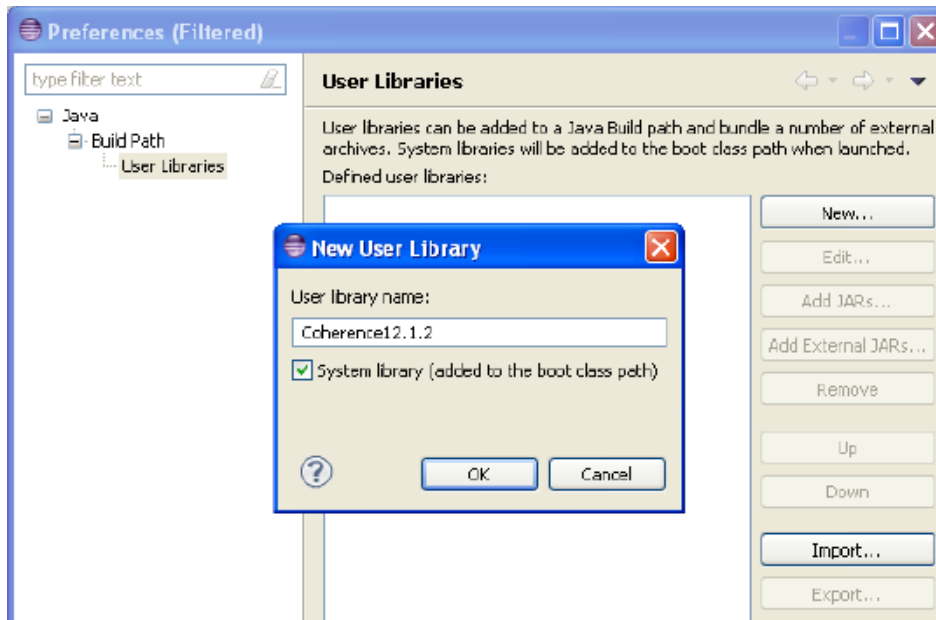 Preferences (Filtered)
type filter text
Java
Build Path
User Libraries
User Libraries
User libraries can be added to a Java Build path and bundle a number of external
archives. System libraries will be added to the boot class path when launched.
Defined user libraries:
New...
Edit...
Add JARs...
Add External JARs...
Remove
Up
Down
Import...
Export...
New User Library
User library name:
Coherence12.1.2
System library (added to the boot class path)
?
OK
Cancel